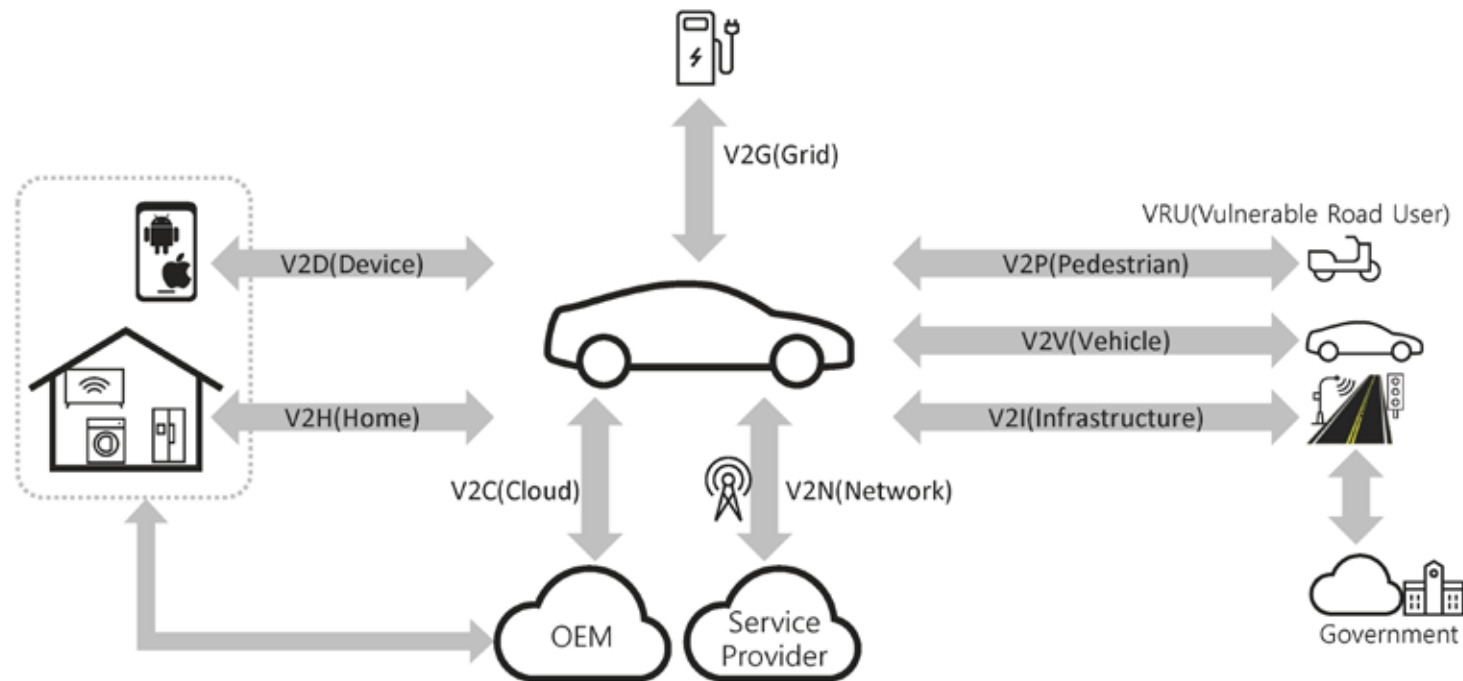 V2G(Grid)
VRU(Vulnerable Road User)
V2D(Device)
V2P(Pedestrian)
V2V(Vehicle)
V2H(Home)
V2I(Infrastructure)
V2C(Cloud)
V2N(Network)
OEM
Service
Provider
Government